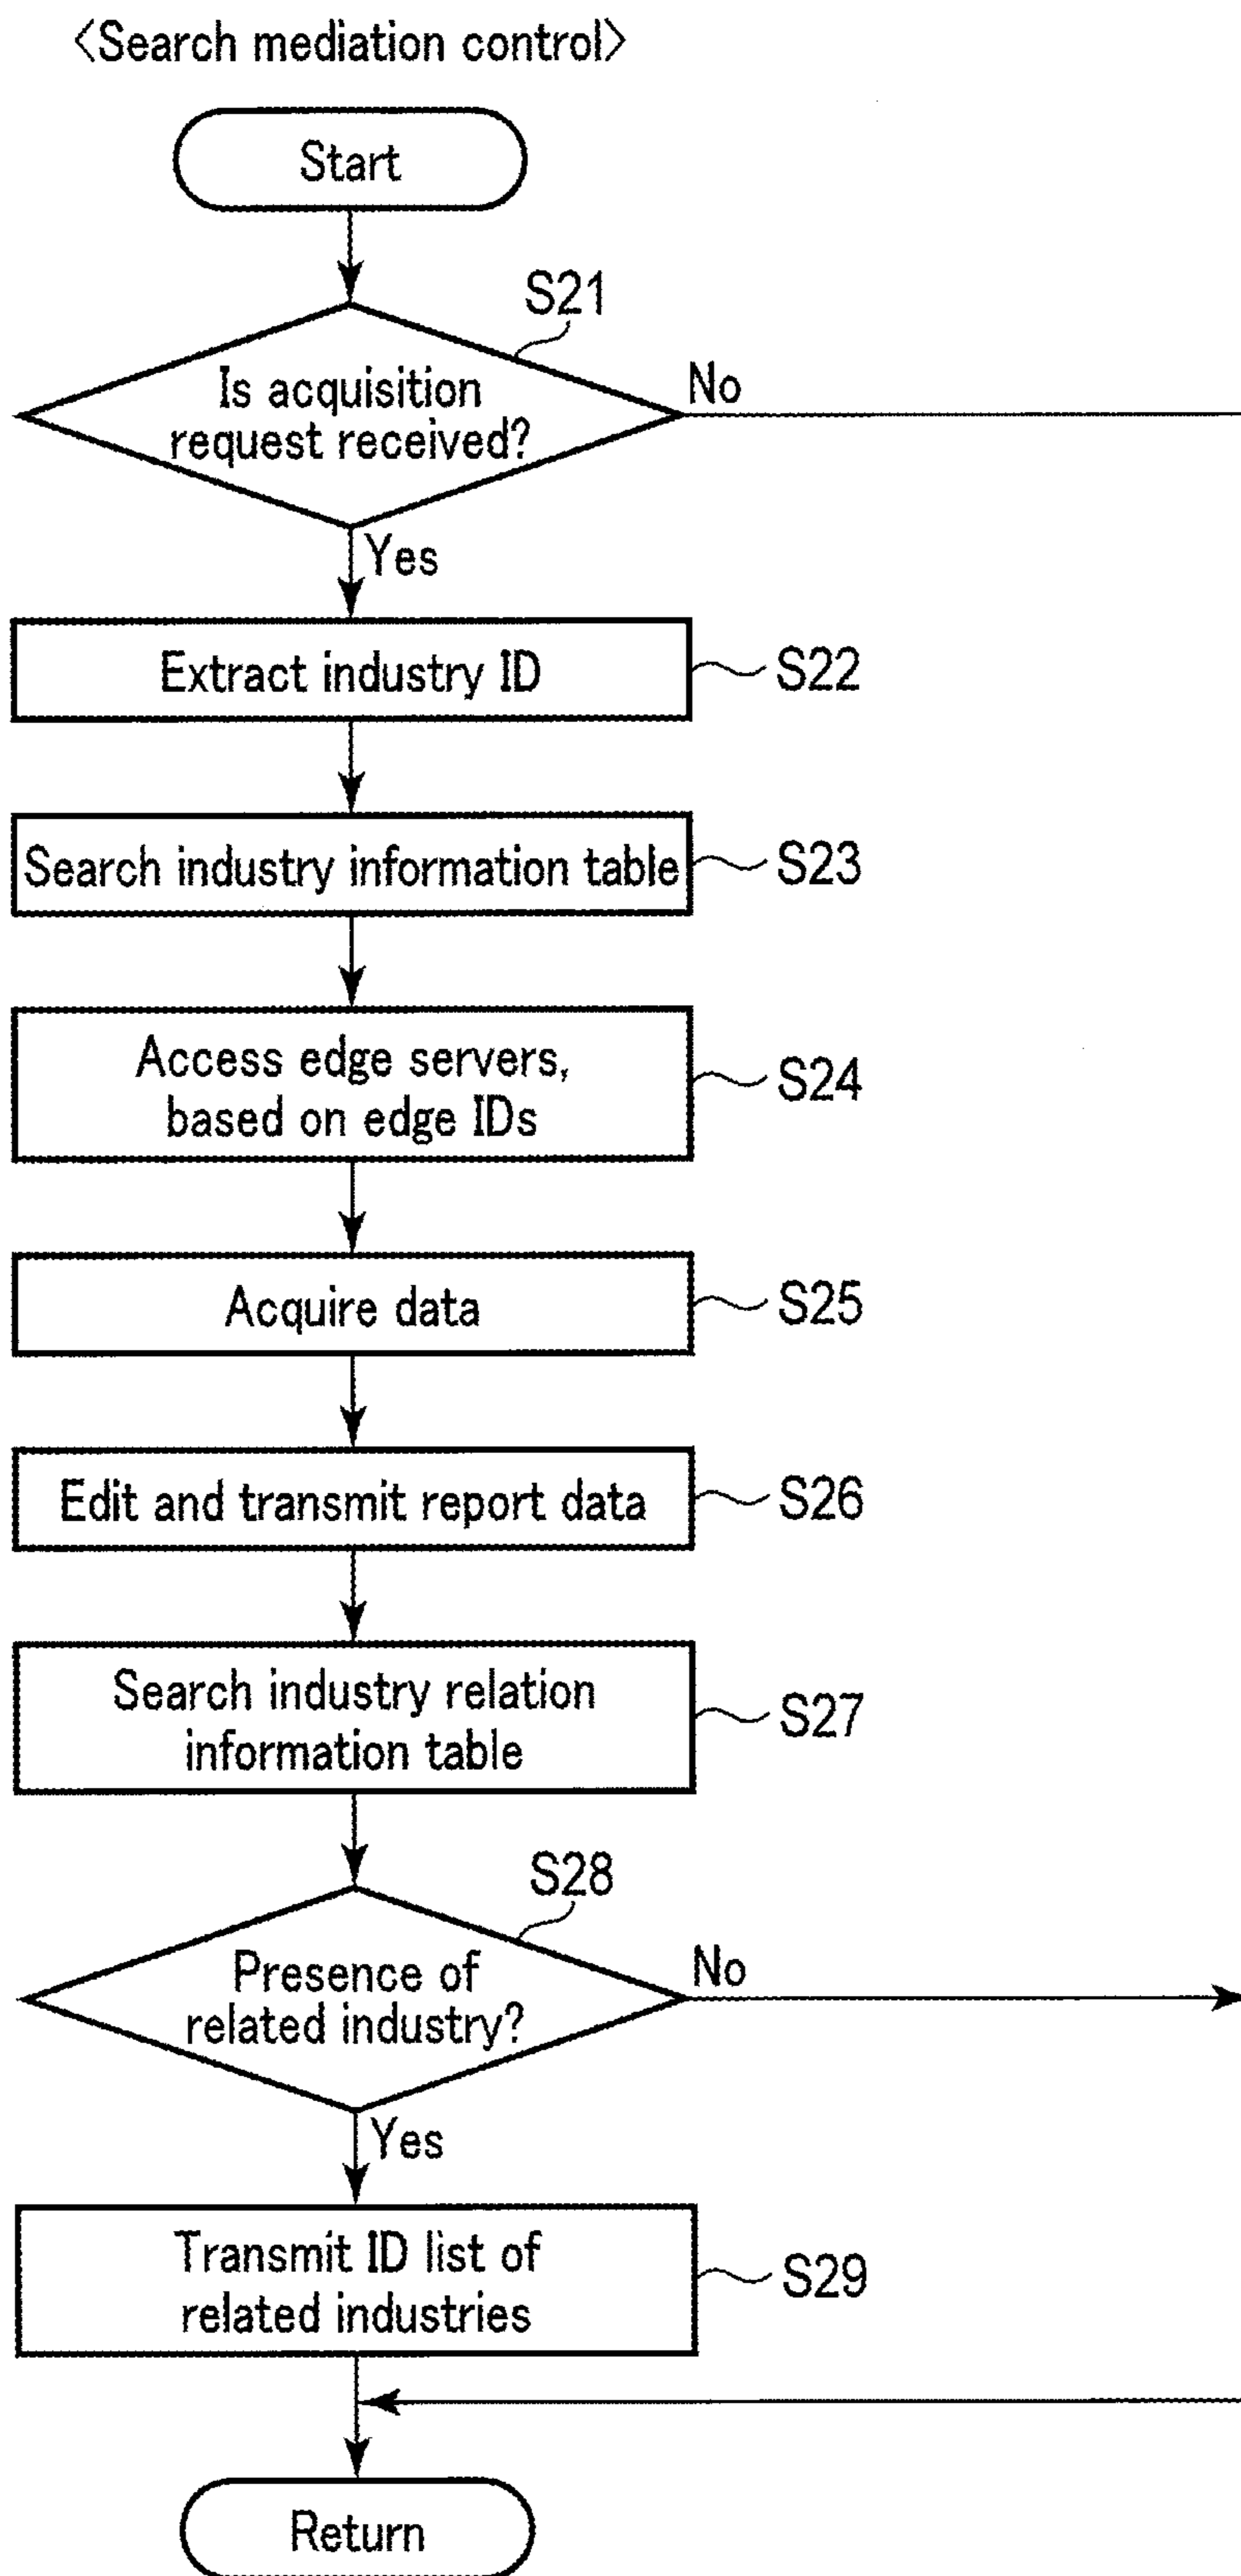 〈Search mediation control〉
Start
S21
Is acquisition
request received?
No
Yes
Extract industry ID
S22
Search industry information table
S23
Access edge servers,
based on edge IDs
S24
Acquire data
S25
Edit and transmit report data
S26
Search industry relation
information table
S27
S28
Presence of
related industry?
No
Yes
Transmit ID list of
related industries
S29
Return